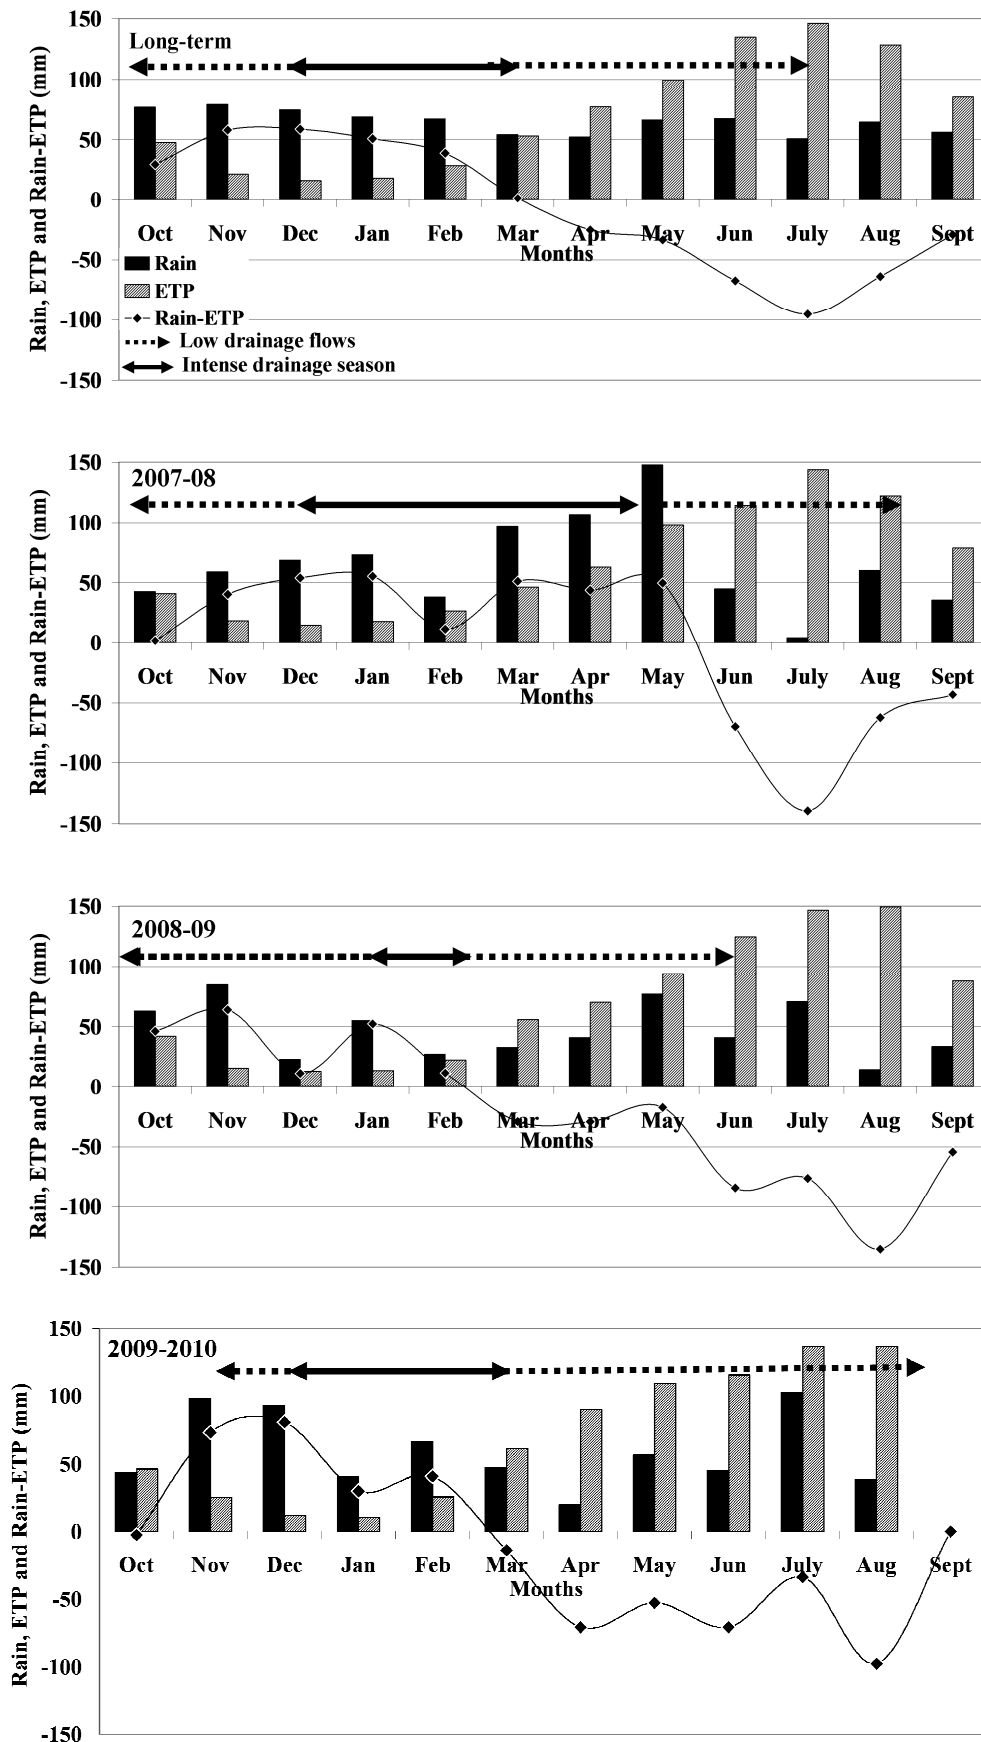 Rain, ETP and Rain-ETP (mm)
150
100
50
0
-50
-100
-150
Long-term
Oct Nov Dec Jan Feb Mar Apr May Jun July Aug Sept
Months
Rain
ETP
Rain-ETP
Low drainage flows
Intense drainage season
Rain, ETP and Rain-ETP (mm)
150
100
50
0
-50
-100
-150
2007-08
Oct Nov Dec Jan Feb Mar Apr May Jun July Aug Sept
Months
Rain, ETP and Rain-ETP (mm)
150
100
50
0
-50
-100
-150
2008-09
Oct Nov Dec Jan Feb Mar Apr May Jun July Aug Sept
Months
Rain, ETP and Rain-ETP (mm)
150
100
50
0
-50
-100
-150
2009-2010
Oct Nov Dec Jan Feb Mar Apr May Jun July Aug Sept
Months